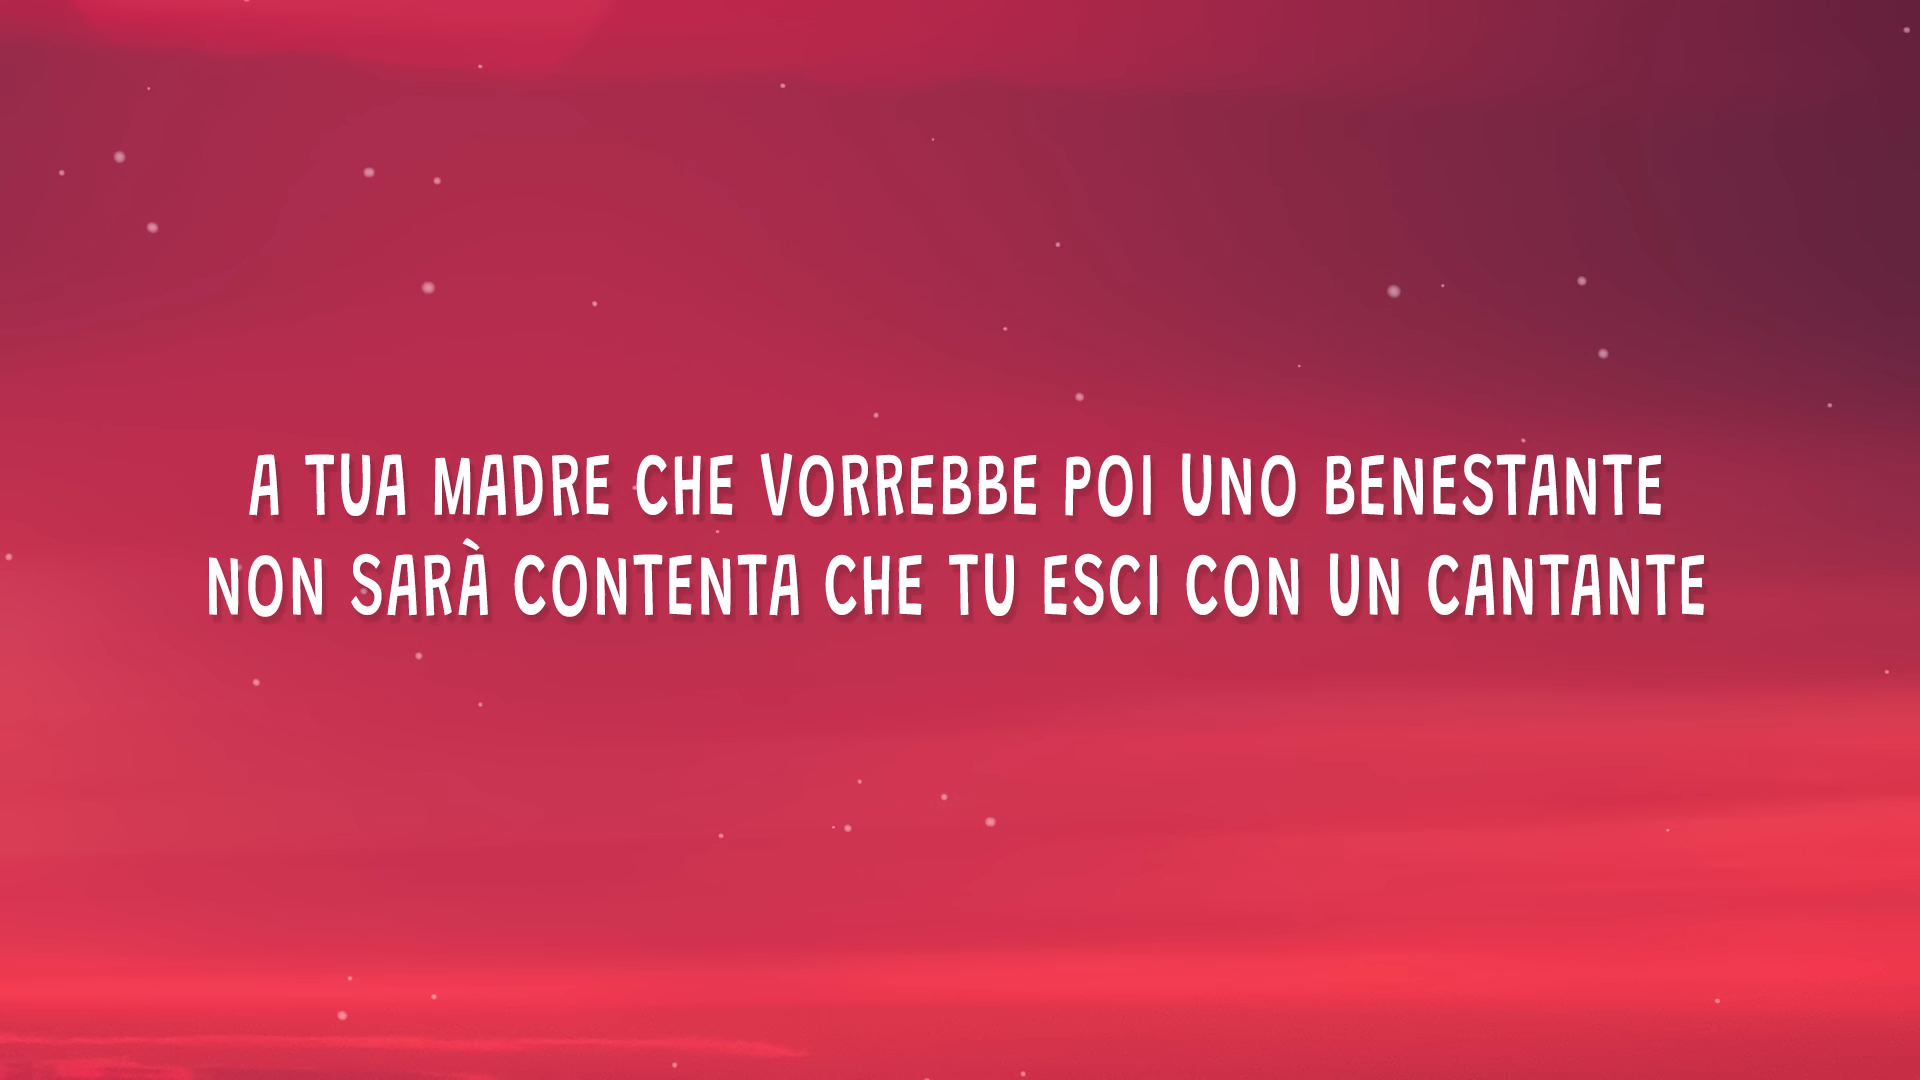 A TUA MADRE CHE VORREBBE POI UNO BENESTANTE
NON SARÀ CONTENTA CHE TU ESCI CON UN CANTANTE